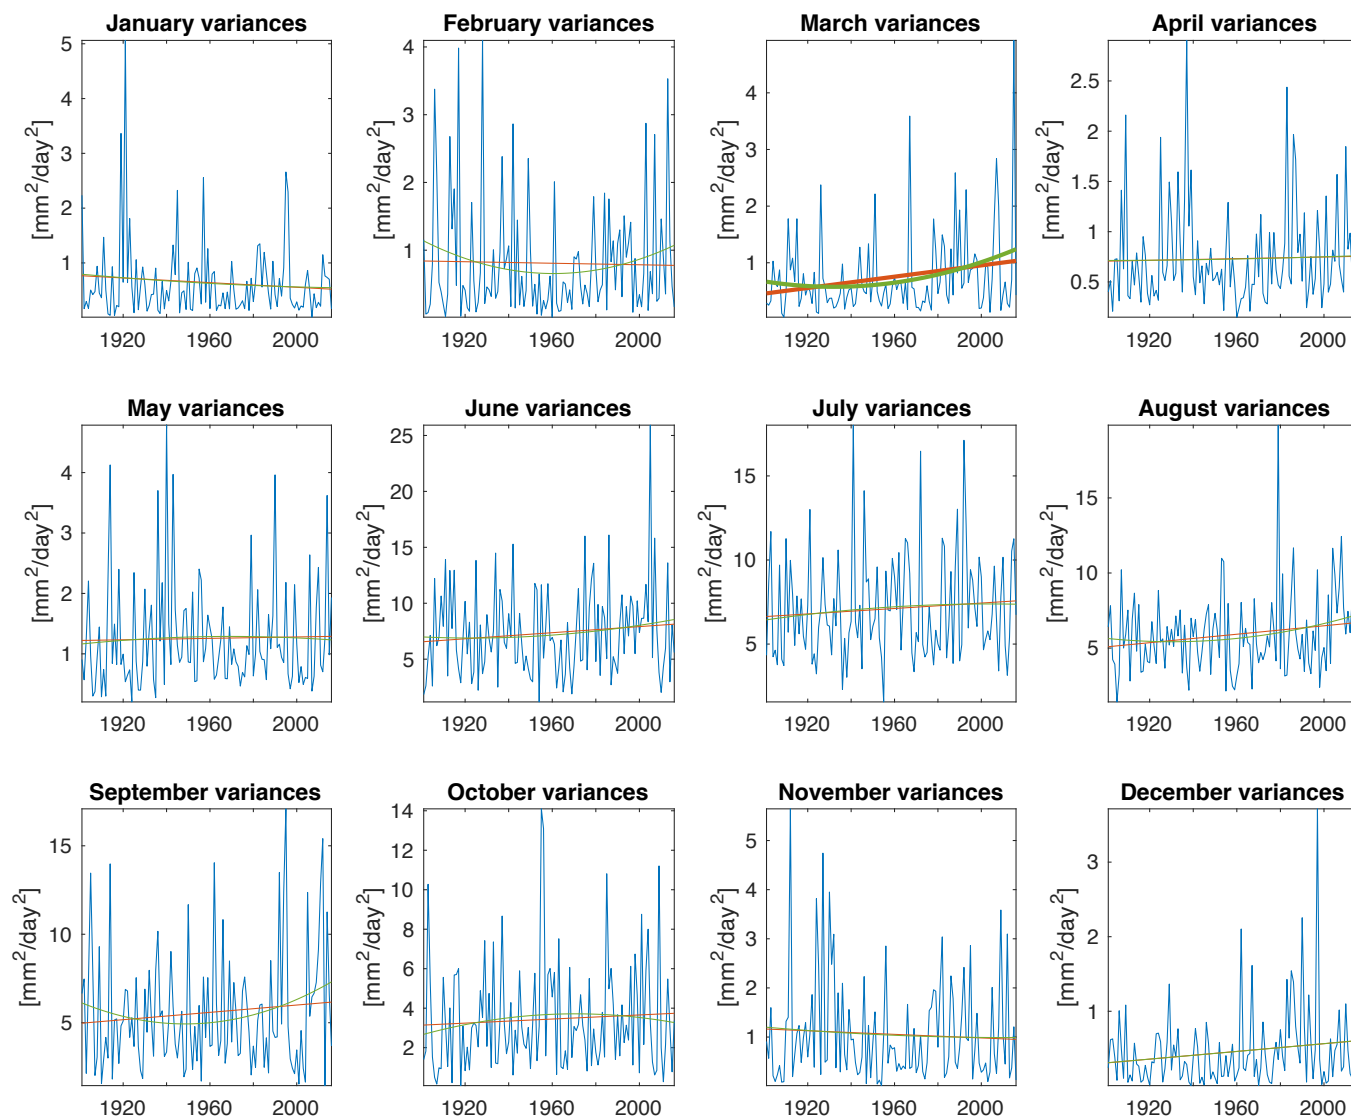 January variances February variances March variances April variances
[mm²/day²] [mm²/day²] [mm²/day²] [mm²/day²]
5 4 4 2.5
4 3 3 2
3 2 2 1.5
2 1 1 1
1 0.5
1920 1960 2000 1920 1960 2000 1920 1960 2000 1920 1960 2000
May variances June variances July variances August variances
[mm²/day²] [mm²/day²] [mm²/day²] [mm²/day²]
4 25 15 15
3 20 10 10
2 15 5 5
1 10
5
1920 1960 2000 1920 1960 2000 1920 1960 2000 1920 1960 2000
September variances October variances November variances December variances
[mm²/day²] [mm²/day²] [mm²/day²] [mm²/day²]
15 14 5 3
10 12 4 2
5 10 3 1
8 2
6 1
4
2
1920 1960 2000 1920 1960 2000 1920 1960 2000 1920 1960 2000